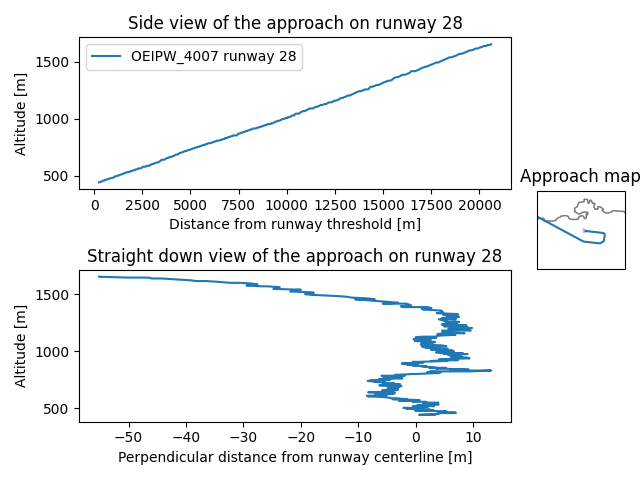 Side view of the approach on runway 28
OEIPW_4007 runway 28
Altitude [m]
1500
1000
500
0 2500 5000 7500 10000 12500 15000 17500 20000
Distance from runway threshold [m]
Approach map
Straight down view of the approach on runway 28
Altitude [m]
1500
1000
500
−50 −40 −30 −20 −10 0 10
Perpendicular distance from runway centerline [m]